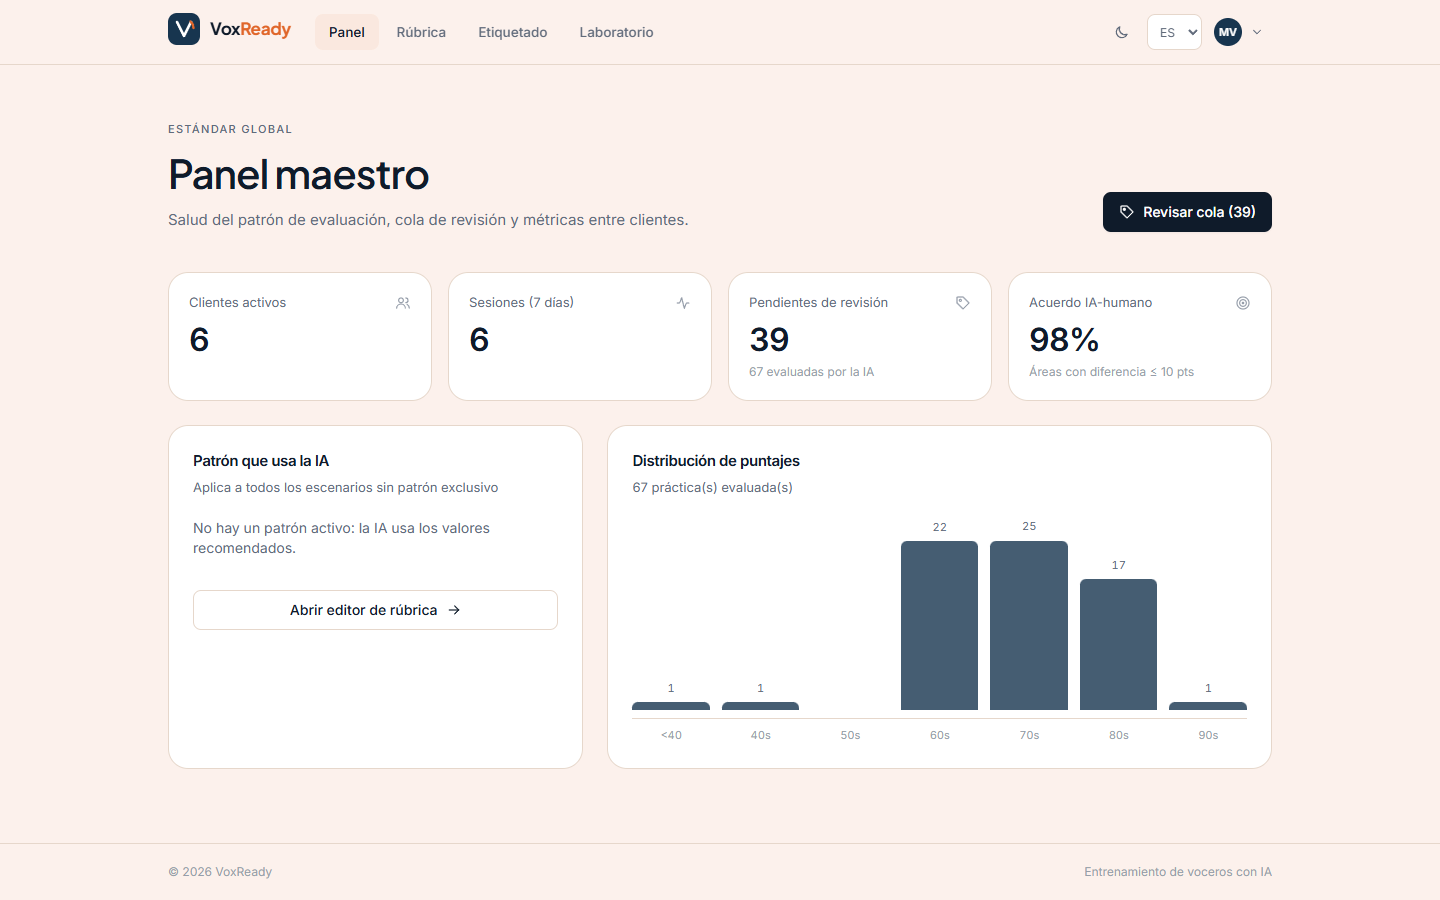 VoxReady
Panel
Rúbrica
Etiquetado
Laboratorio
ES
MV
ESTÁNDAR GLOBAL
Panel maestro
Salud del patrón de evaluación, cola de revisión y métricas entre clientes.
Revisar cola (39)
Clientes activos
6
Sesiones (7 días)
6
Pendientes de revisión
39
67 evaluadas por la IA
Acuerdo IA-humano
98%
Áreas con diferencia ≤ 10 pts
Patrón que usa la IA
Aplica a todos los escenarios sin patrón exclusivo
No hay un patrón activo: la IA usa los valores
recomendados.
Abrir editor de rúbrica →
Distribución de puntajes
67 práctica(s) evaluada(s)
1
1
22
25
17
1
<40
40s
50s
60s
70s
80s
90s
© 2026 VoxReady
Entrenamiento de voceros con IA